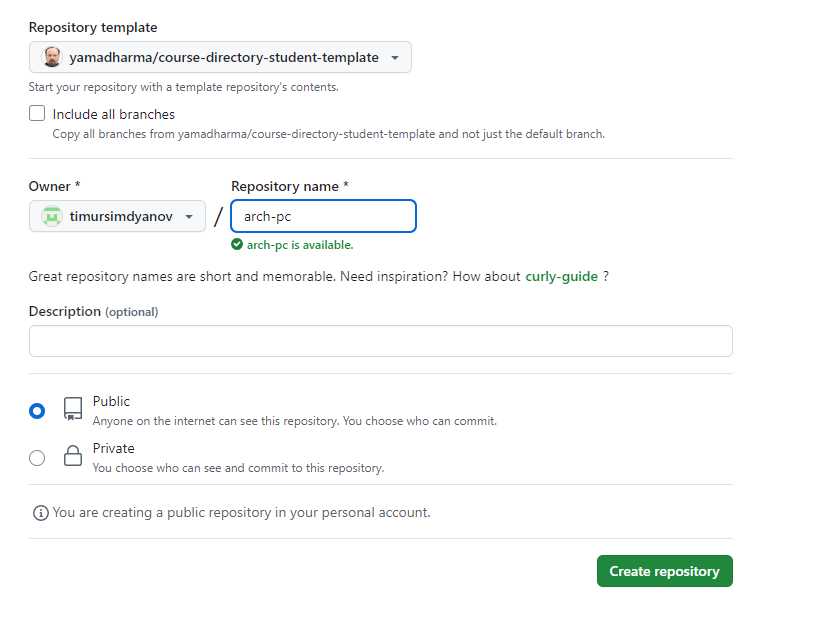 Repository template
yamadharma/course-directory-student-template
Start your repository with a template repository's contents.
Include all branches
Copy all branches from yamadharma/course-directory-student-template and not just the default branch.
Owner * Repository name *
timursimdyanov / arch-pc
arch-pc is available.
Great repository names are short and memorable. Need inspiration? How about curly-guide ?
Description (optional)
Public
Anyone on the internet can see this repository. You choose who can commit.
Private
You choose who can see and commit to this repository.
You are creating a public repository in your personal account.
Create repository